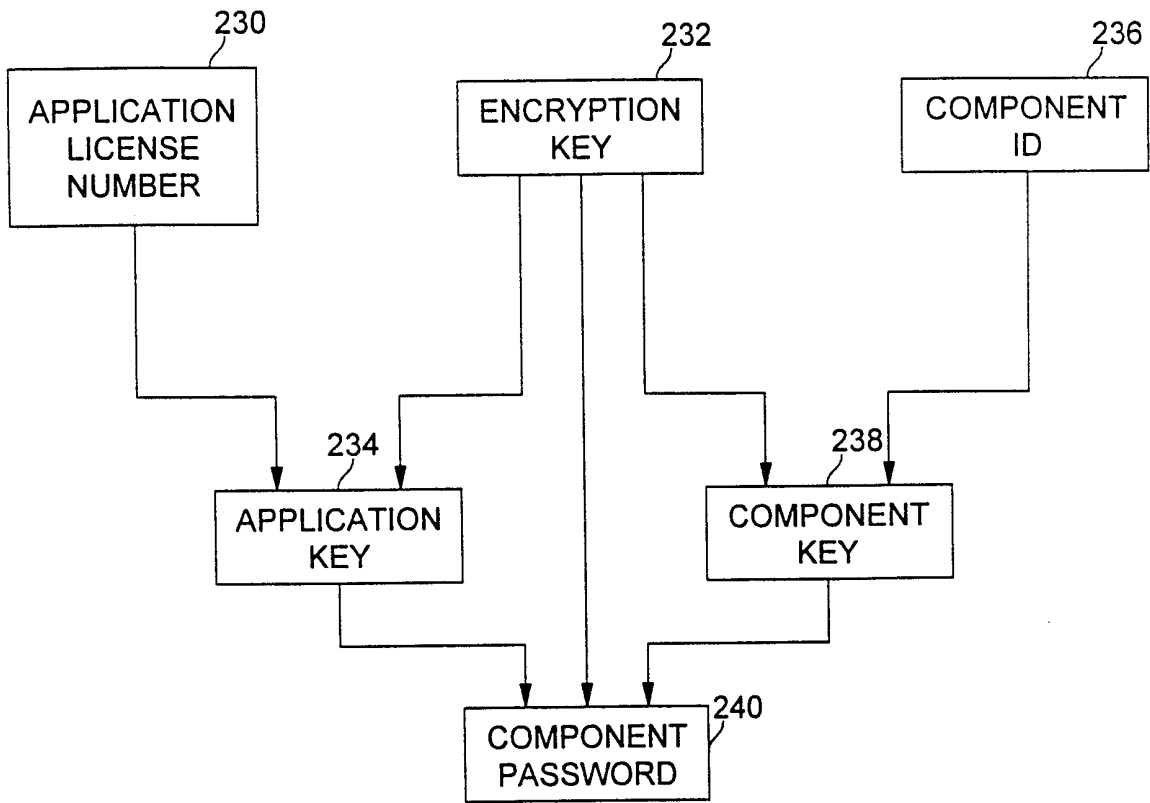 230
APPLICATION
LICENSE
NUMBER
232
ENCRYPTION
KEY
236
COMPONENT
ID
234
APPLICATION
KEY
238
COMPONENT
KEY
240
COMPONENT
PASSWORD